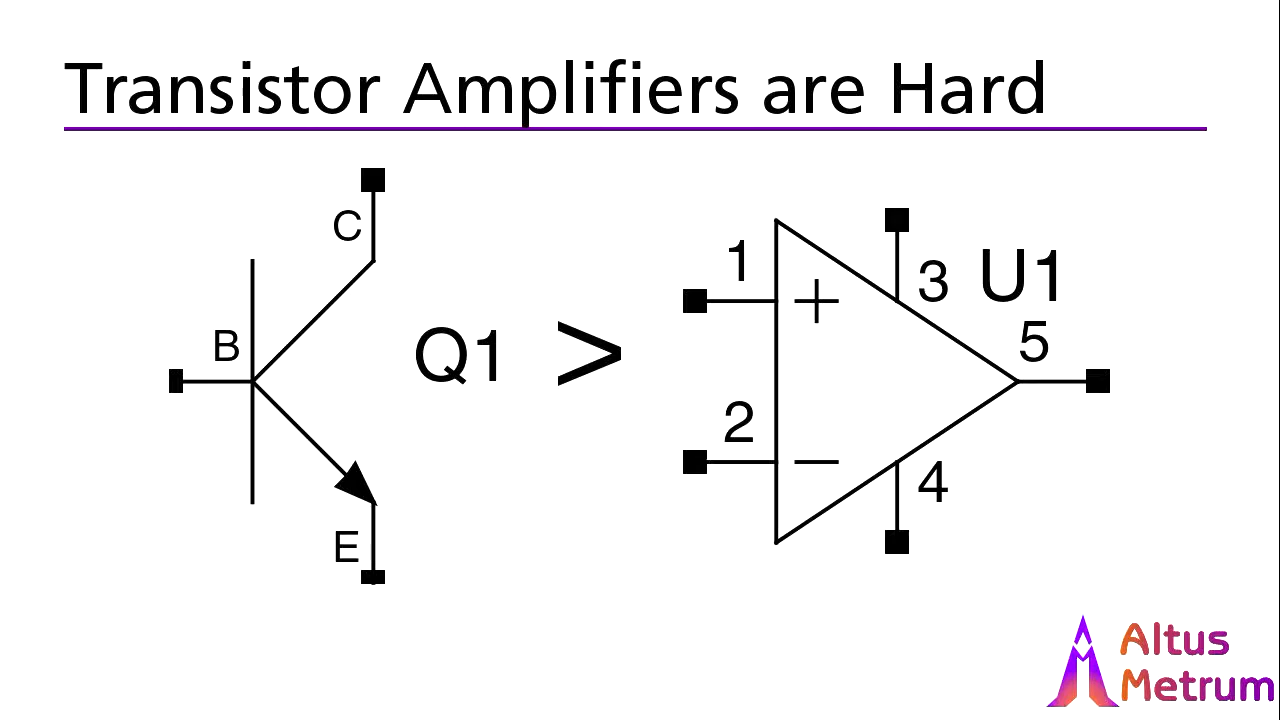 Transistor Amplifiers are Hard
C
B
E
Q1 >
1
+
2
−
3
U1
5
4
Altus
Metrum